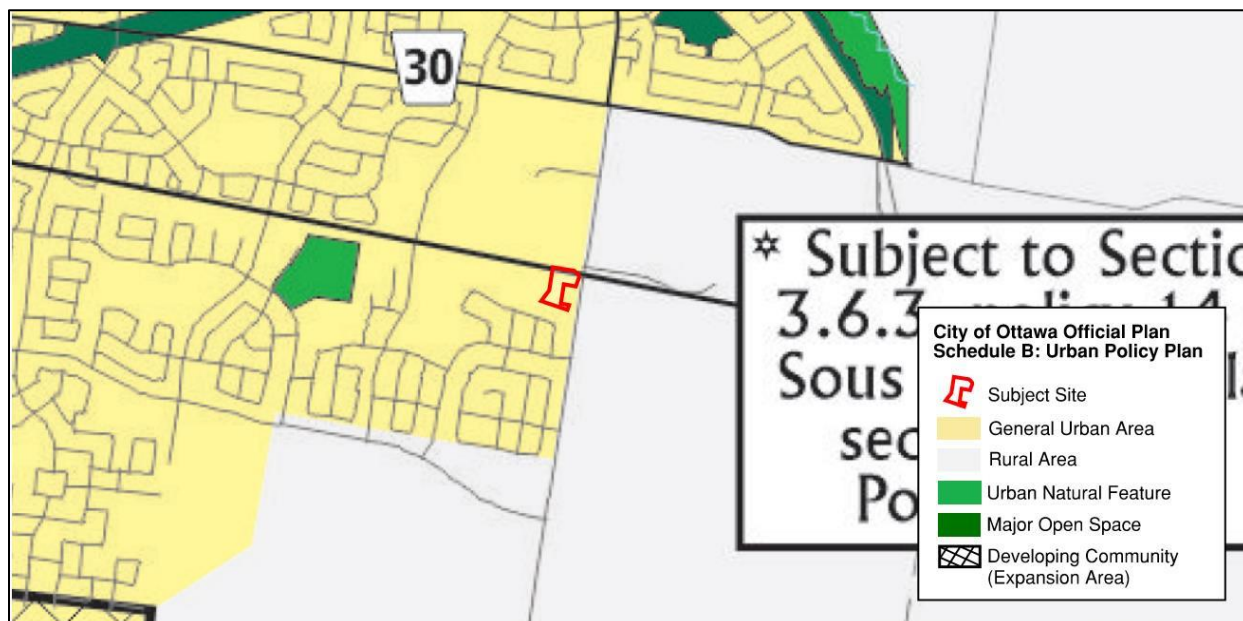 30
* Subject to Sectio
3.6.3
Sous
sec
Po
City of Ottawa Official Plan
Schedule B: Urban Policy Plan
Subject Site
General Urban Area
Rural Area
Urban Natural Feature
Major Open Space
Developing Community
(Expansion Area)